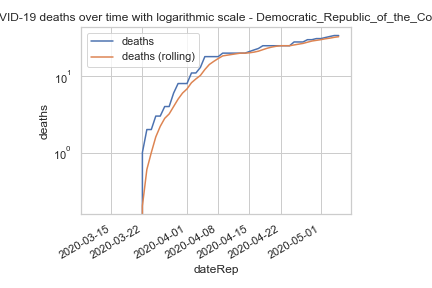 VID-19 deaths over time with logarithmic scale - Democratic_Republic_of_the_Co
deaths
deaths (rolling)
deaths
10¹
10⁰
2020-03-15
2020-03-22
2020-04-01
2020-04-08
2020-04-15
2020-04-22
2020-05-01
dateRep